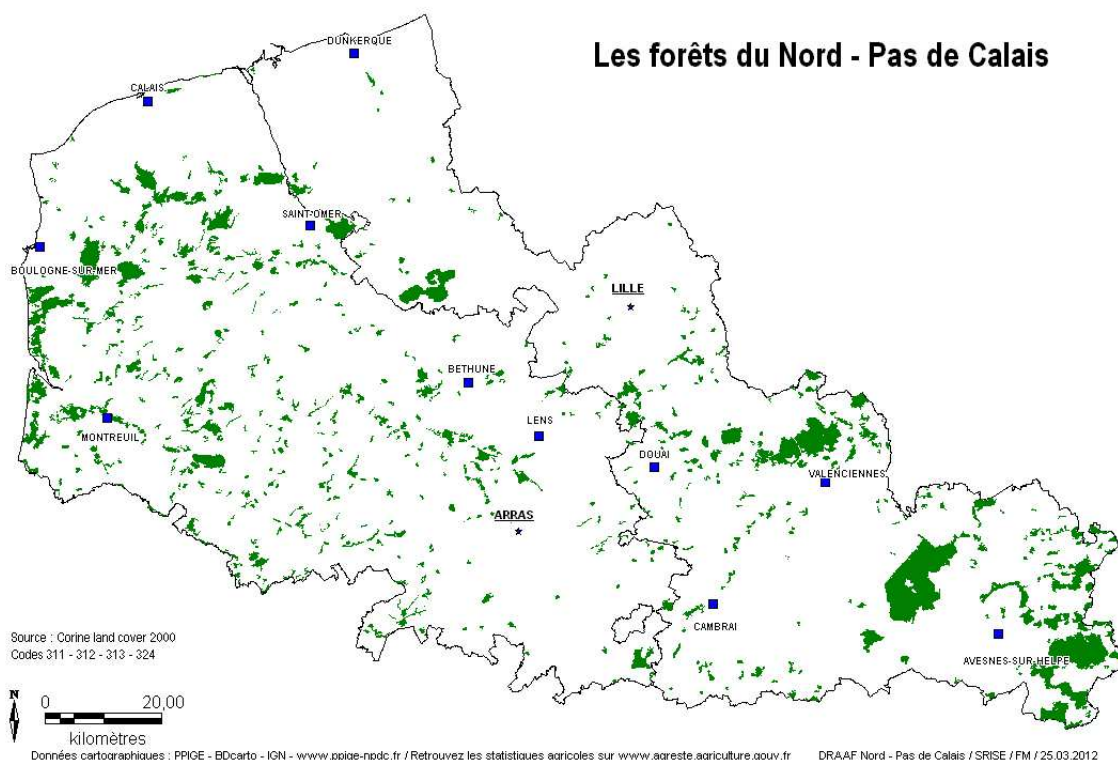 Les forêts du Nord - Pas de Calais
DUNKERQUE
CALAIS
SAINT-OMER
BOULOGNE-SUR-MER
LILLE
BETHUNE
LENS
MONTREUIL
DOUAI
VALENCIENNES
ARRAS
CAMBRAI
AVESNES-SUR-HELPE
Source : Corine land cover 2000
Codes 311 - 312 - 313 - 324
N
0 20,00
kilomètres
Données cartographiques : PPIGE - BDcarto - IGN - www.ppige-npdc.fr / Retrouvez les statistiques agricoles sur www.agreste.agriculture.gouv.fr DRAAF Nord - Pas de Calais / SRISE / FM / 25.03.2012